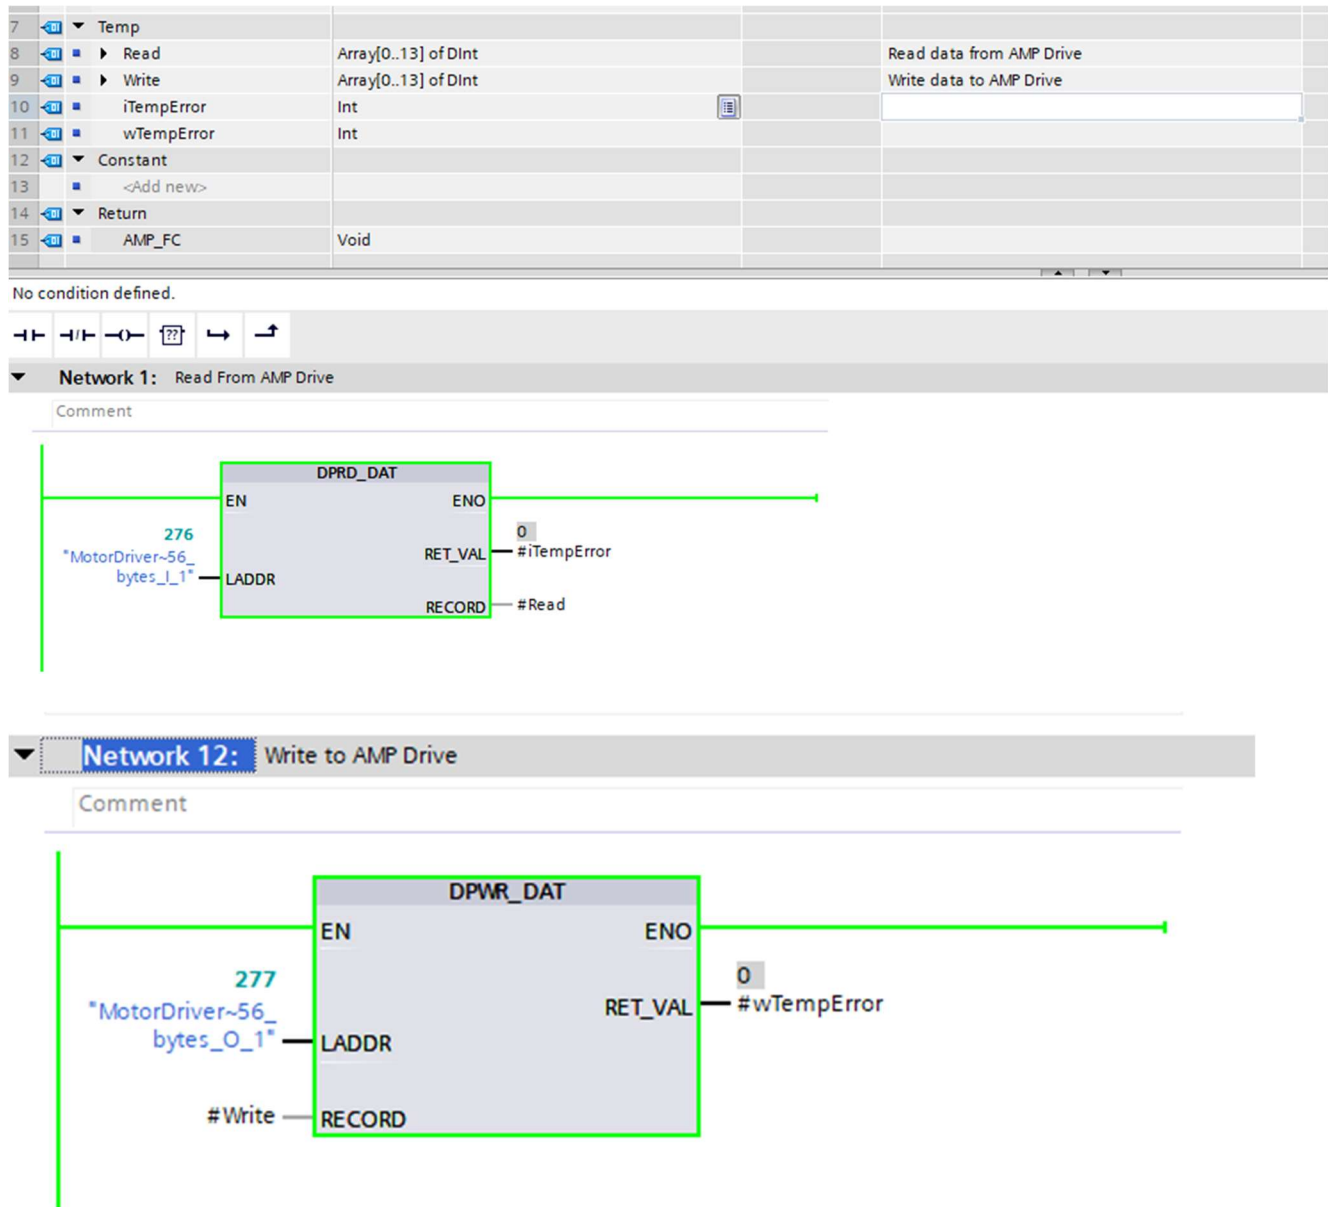 7 Temp
8 Read Array[0..13] of DInt Read data from AMP Drive
9 Write Array[0..13] of DInt Write data to AMP Drive
10 iTempError Int
11 wTempError Int
12 Constant
13 <Add new>
14 Return
15 AMP_FC Void
No condition defined.
??
Network 1: Read From AMP Drive
Comment
DPRD_DAT
EN ENO
276 0
"MotorDriver~56_ RET_VAL #iTempError
bytes_I_1" LADDR
RECORD #Read
Network 12: Write to AMP Drive
Comment
DPWR_DAT
EN ENO
277 0
"MotorDriver~56_ RET_VAL #wTempError
bytes_O_1" LADDR
#Write RECORD